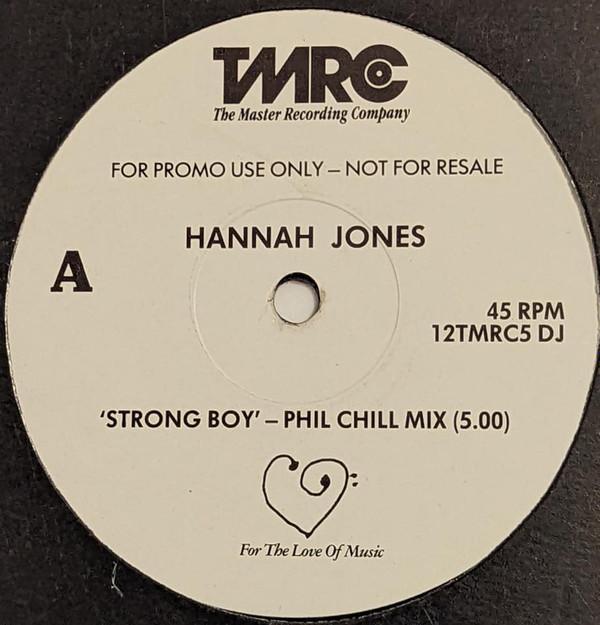 TMRC
The Master Recording Company
FOR PROMO USE ONLY – NOT FOR RESALE
HANNAH JONES
A
45 RPM
12TMRC5 DJ
‘STRONG BOY’ – PHIL CHILL MIX (5.00)
For The Love Of Music